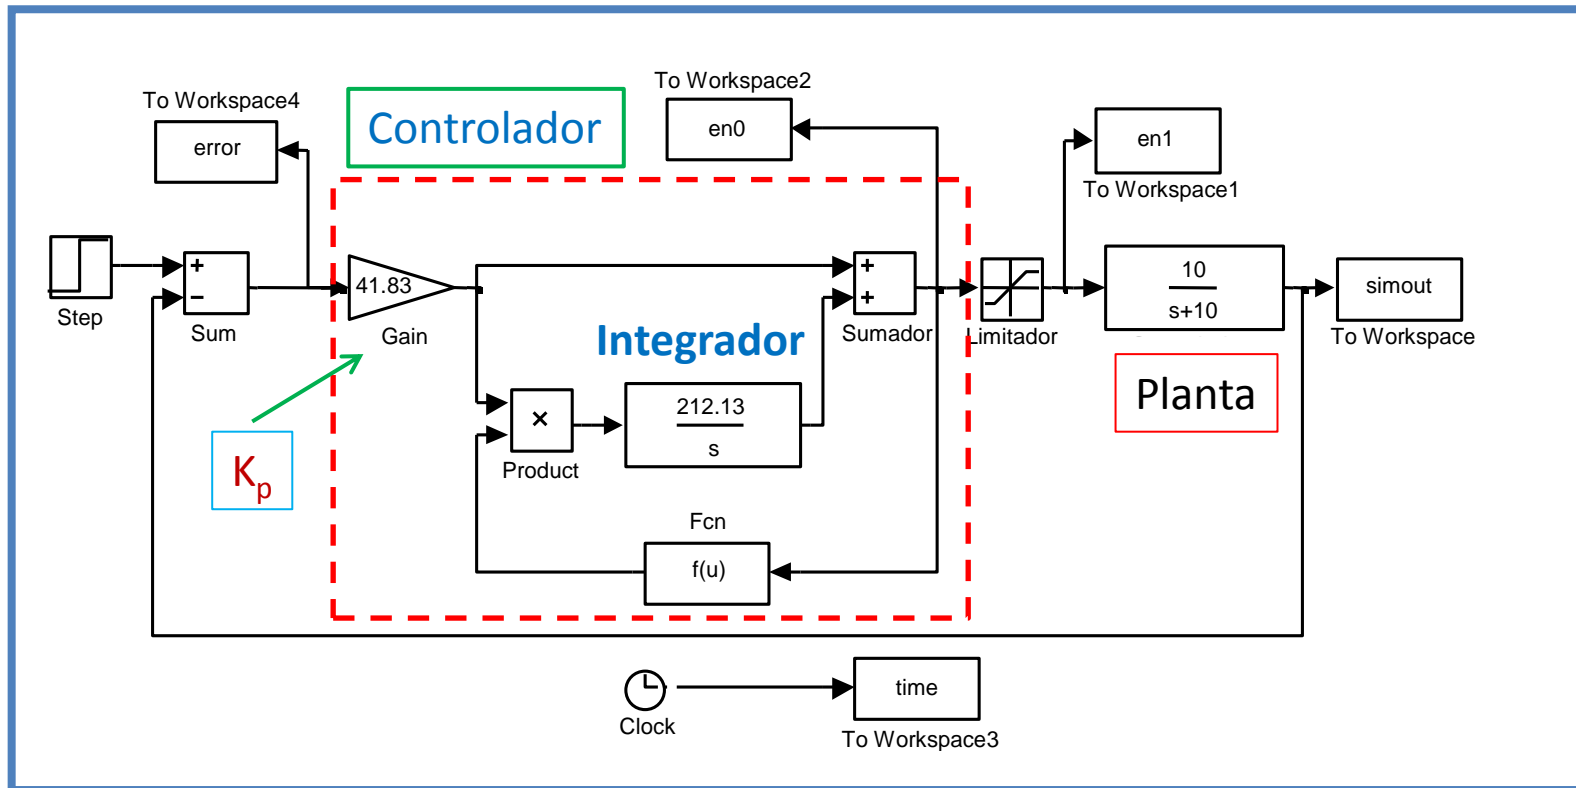 To Workspace4
error
Controlador
To Workspace2
en0
en1
To Workspace1
+
−
Step
Sum
41.83
Gain
Integrador
+
+
Sumador
Limitador
10
s+10
simout
To Workspace
Planta
Kp
×
Product
212.13
s
Fcn
f(u)
Clock
time
To Workspace3